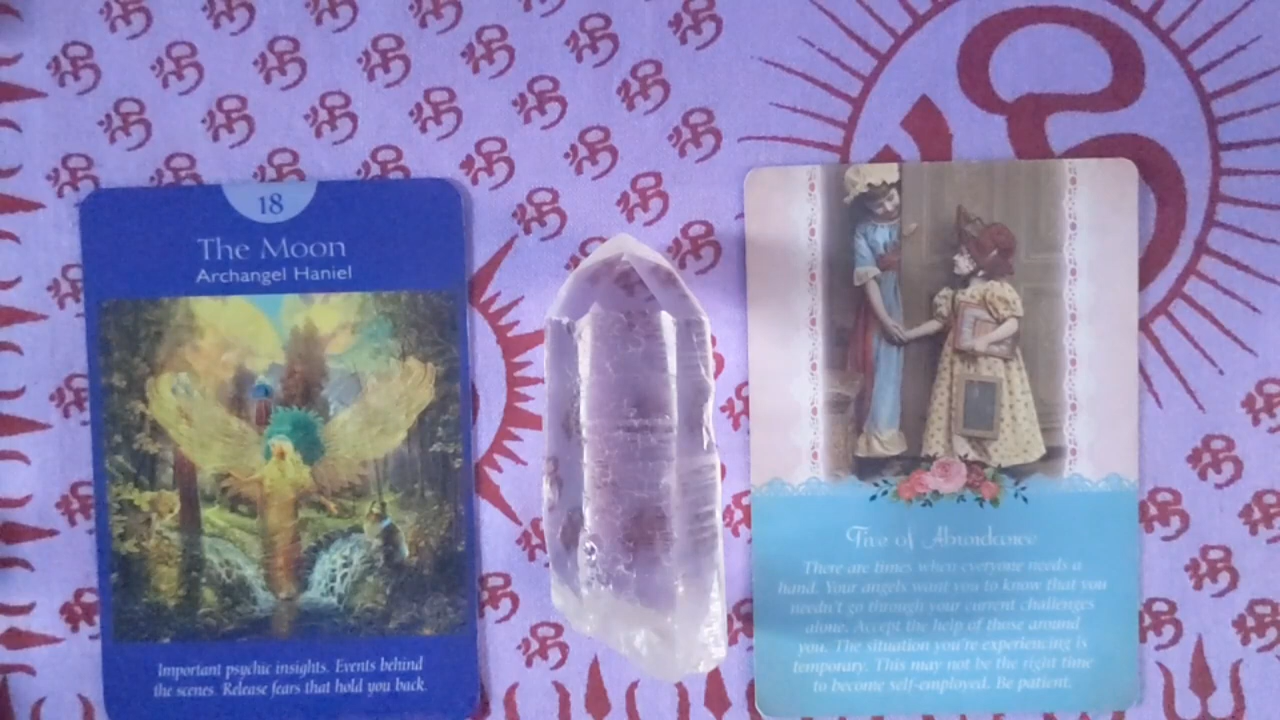 18
The Moon
Archangel Haniel
Important psychic insights. Events behind
the scenes. Release fears that hold you back.
Five of Abundance
There are times when everyone needs a
hand. Your angels want you to know that you
needn't go through your current challenges
alone. Accept the help of those around
you. The situation you're experiencing is
temporary. This may not be the right time
to become self-employed. Be patient.